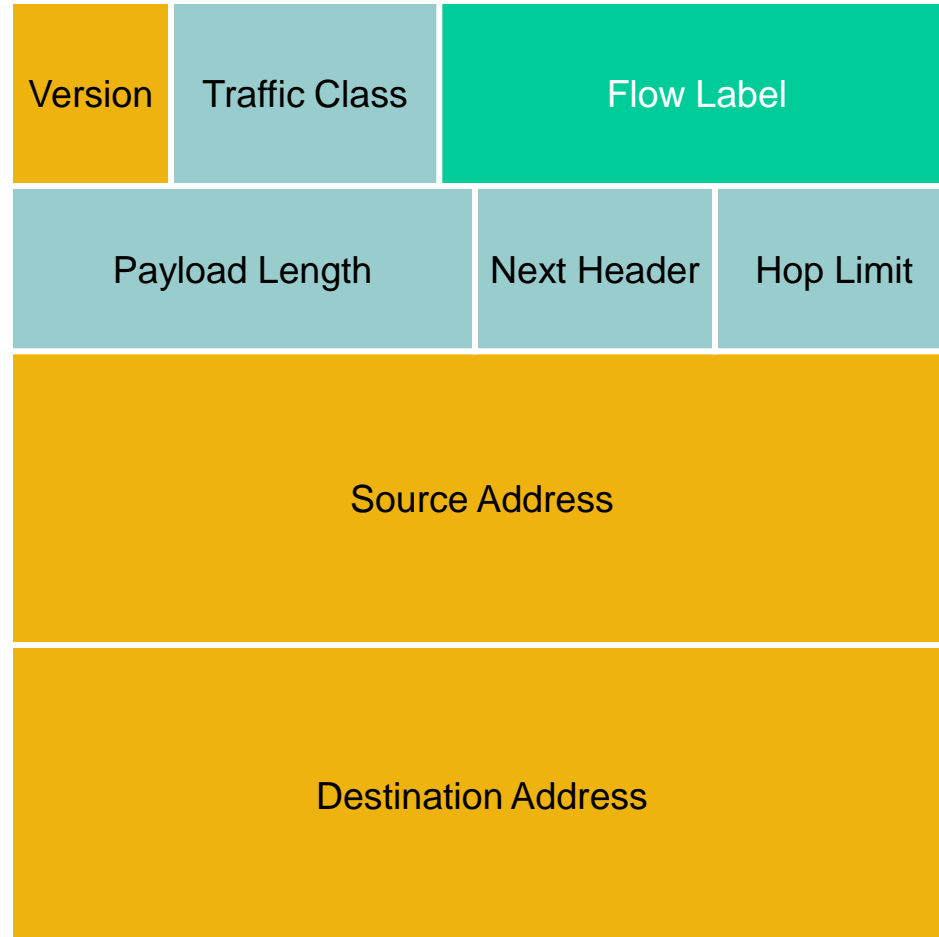 Version
Traffic Class
Flow Label
Payload Length
Next Header
Hop Limit
Source Address
Destination Address